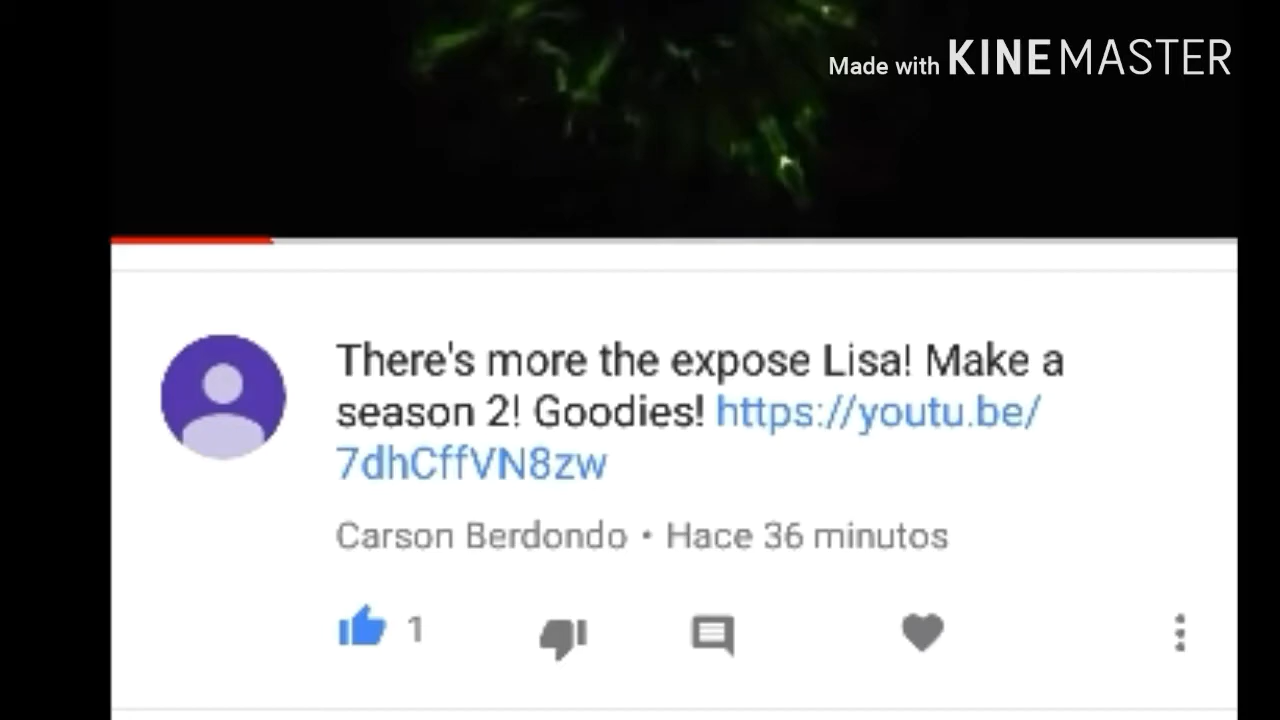 Made with KINEMASTER
There's more the expose Lisa! Make a
season 2! Goodies! https://youtu.be/
7dhCffVN8zw
Carson Berdondo • Hace 36 minutos
1